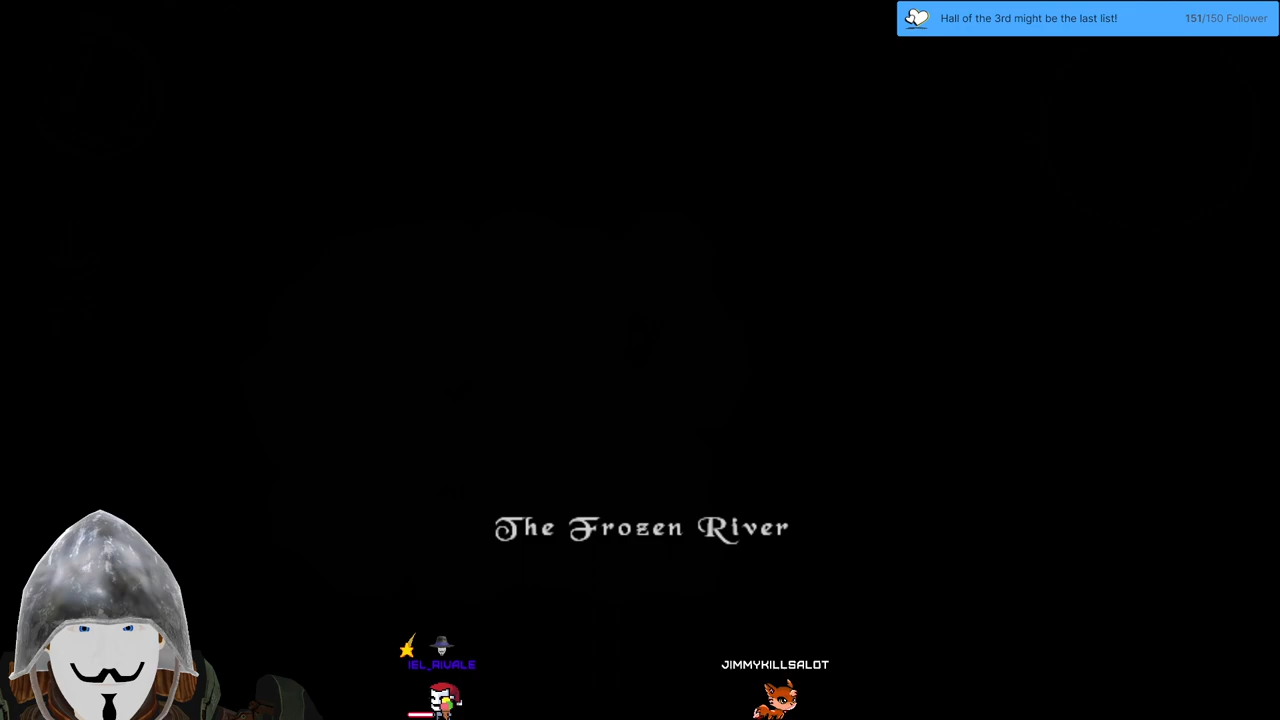 Hall of the 3rd might be the last list! 151/150 Follower
The Frozen River
IEL_RIVALE
JIMMYKILLSALOT